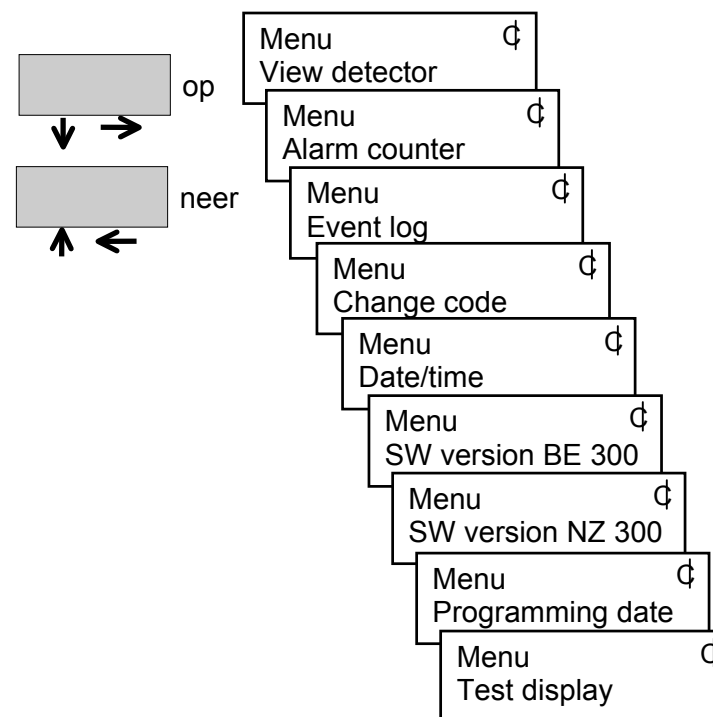 op
neer
Menu ₵
View detector
Menu ₵
Alarm counter
Menu ₵
Event log
Menu ₵
Change code
Menu ₵
Date/time
Menu ₵
SW version BE 300
Menu ₵
SW version NZ 300
Menu ₵
Programming date
Menu
Test display